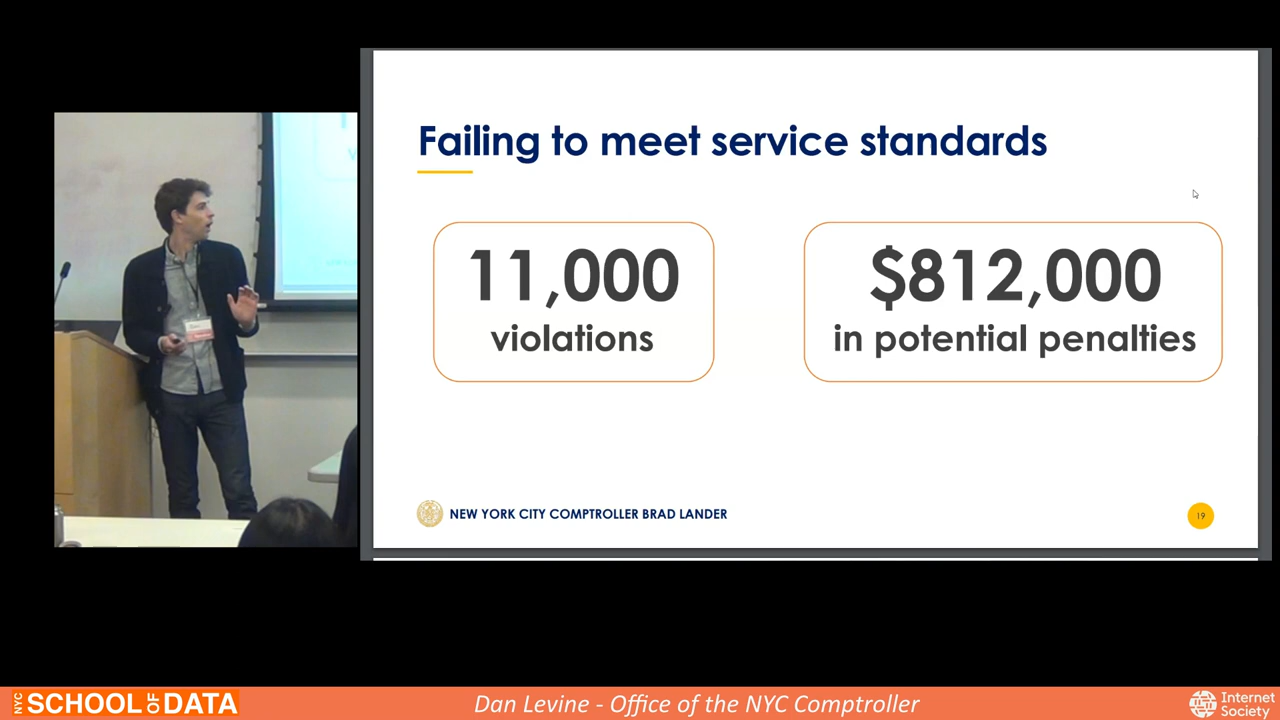 Failing to meet service standards
11,000
violations
$812,000
in potential penalties
NEW YORK CITY COMPTROLLER BRAD LANDER
19
NYC SCHOOL OF DATA
Dan Levine - Office of the NYC Comptroller
Internet
Society